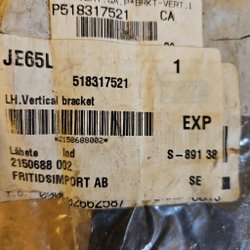 P518317521 CA
JE65L
518317521
1
LH.Vertical bracket
EXP
*2150688002*
Lähete Ind
S-891 38
2150688 002
FRITIDSIMPORT AB
SE